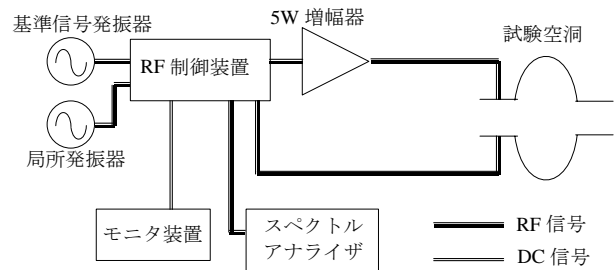 基準信号発振器
5W 増幅器
試験空洞
RF 制御装置
局所発振器
モニタ装置
スペクトル
アナライザ
RF 信号
DC 信号